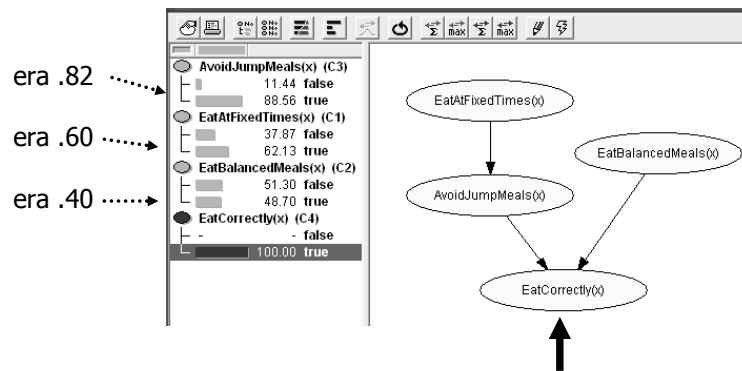 era .82
era .60
era .40
Σ max Σ max
AvoidJumpMeals(x) (C3)
11.44 false
88.56 true
EatAtFixedTimes(x) (C1)
37.87 false
62.13 true
EatBalancedMeals(x) (C2)
51.30 false
48.70 true
EatCorrectly(x) (C4)
- - false
100.00 true
EatAtFixedTimes(x)
EatBalancedMeals(x)
AvoidJumpMeals(x)
EatCorrectly(x)